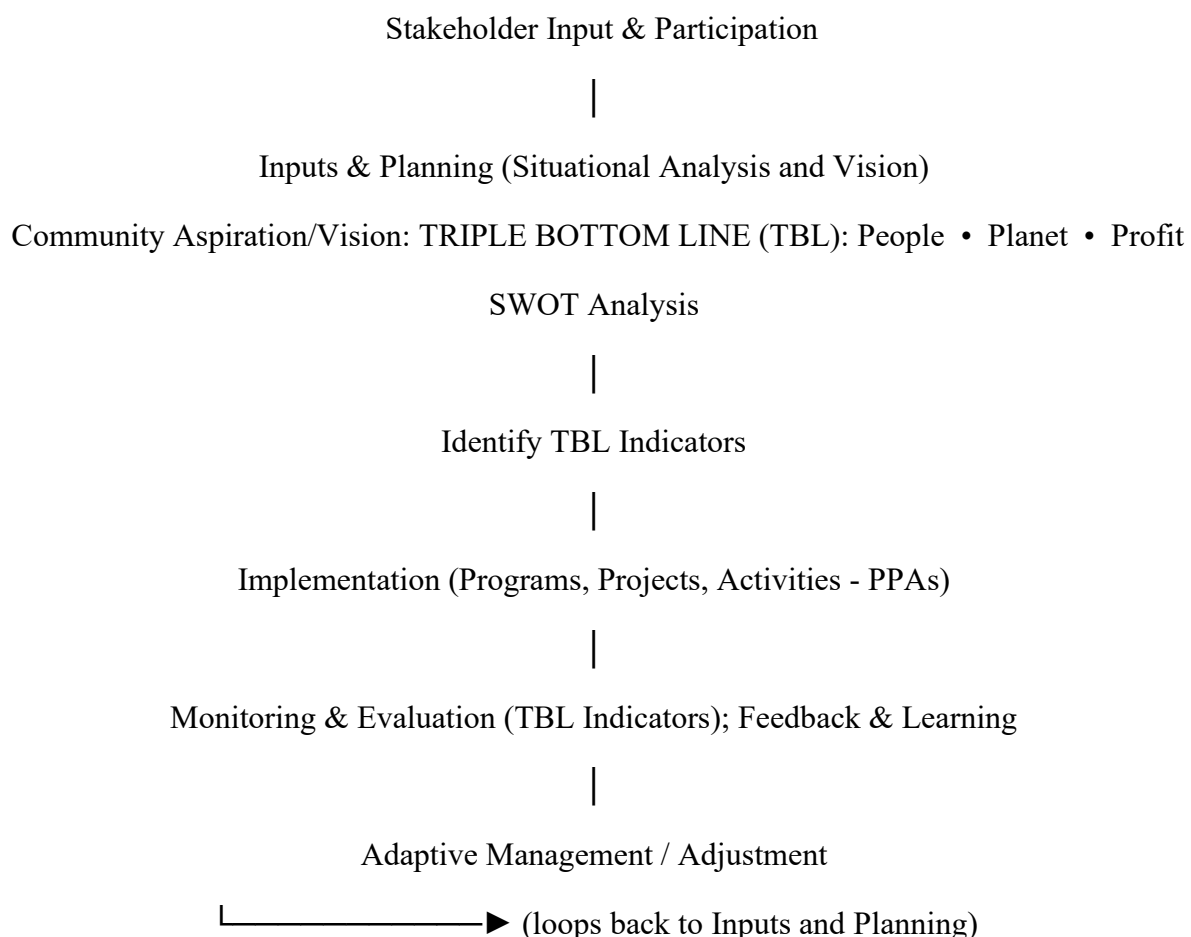 Stakeholder Input & Participation
Inputs & Planning (Situational Analysis and Vision)
Community Aspiration/Vision: TRIPLE BOTTOM LINE (TBL): People • Planet • Profit
SWOT Analysis
Identify TBL Indicators
Implementation (Programs, Projects, Activities - PPAs)
Monitoring & Evaluation (TBL Indicators); Feedback & Learning
Adaptive Management / Adjustment
(loops back to Inputs and Planning)